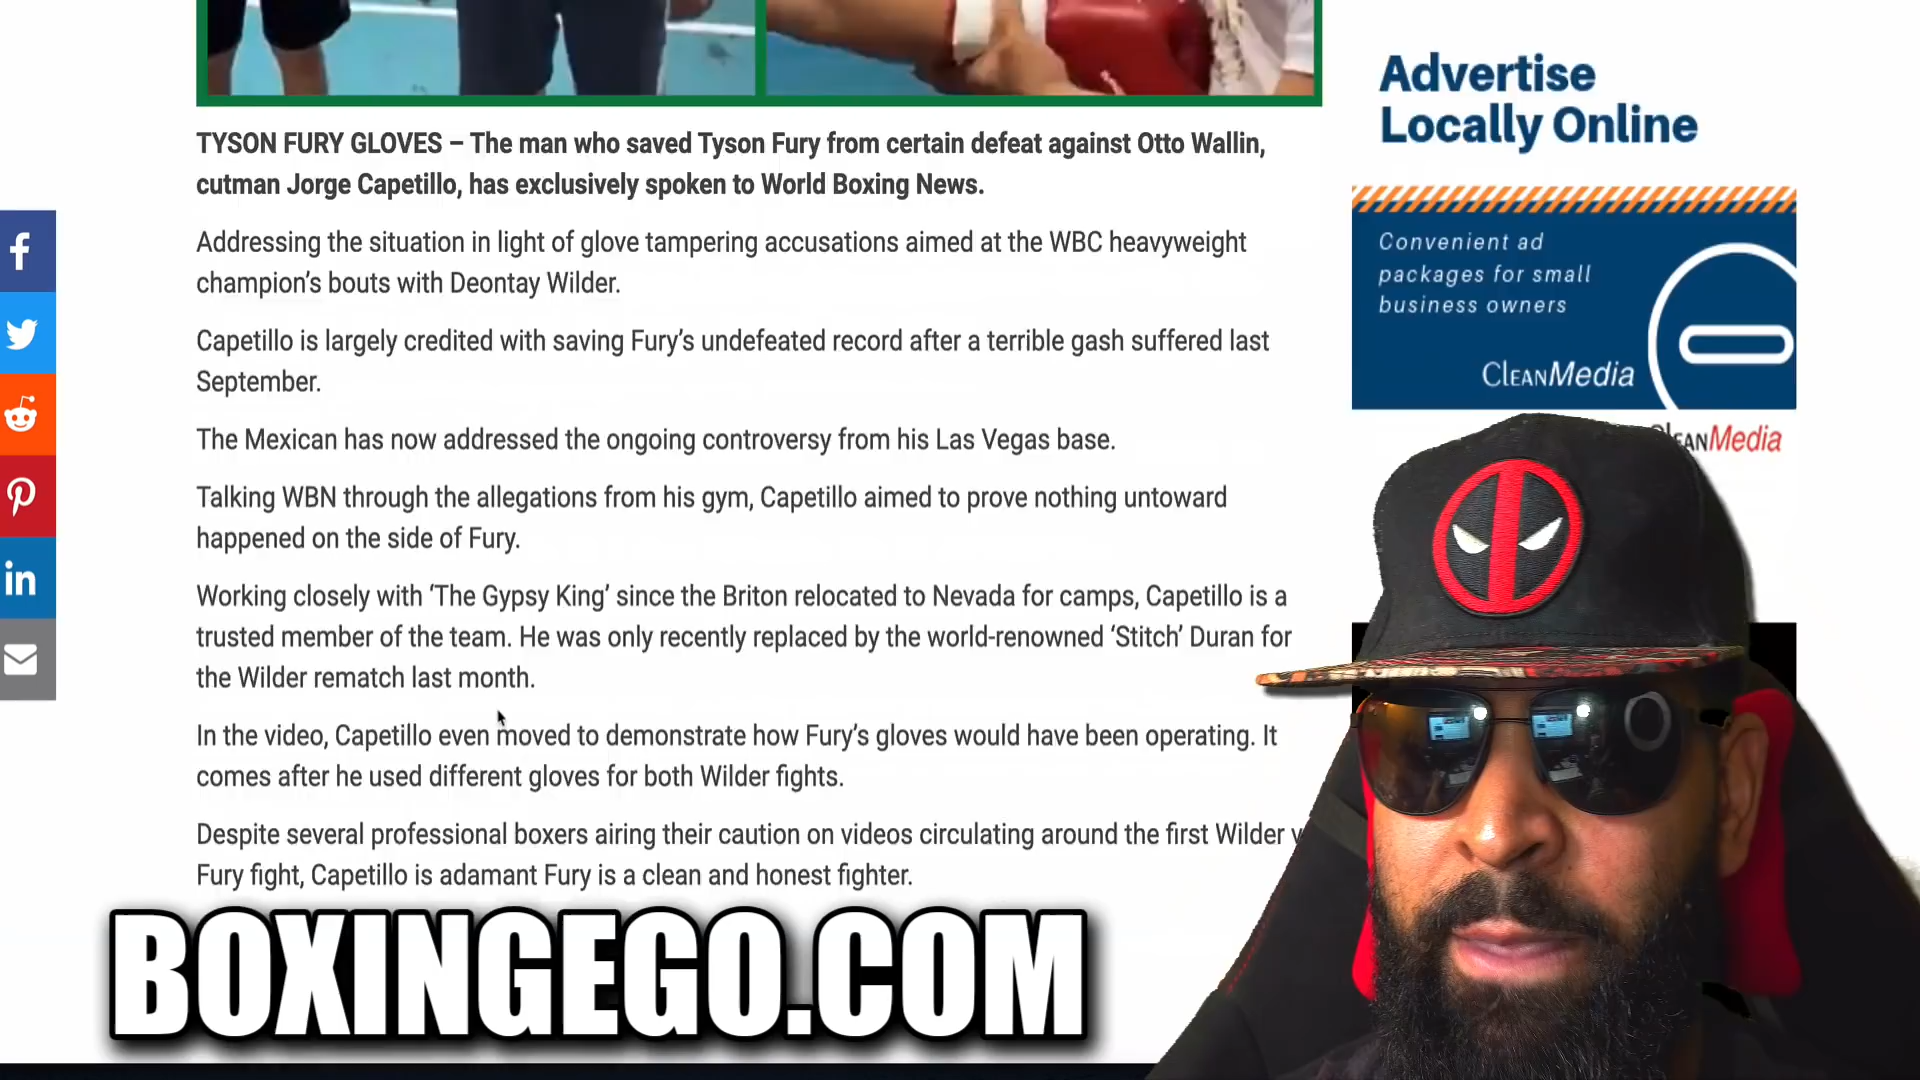 Advertise
Locally Online
TYSON FURY GLOVES – The man who saved Tyson Fury from certain defeat against Otto Wallin,
cutman Jorge Capetillo, has exclusively spoken to World Boxing News.
Addressing the situation in light of glove tampering accusations aimed at the WBC heavyweight
champion’s bouts with Deontay Wilder.
Convenient ad
packages for small
business owners
CLEANMedia
Capetillo is largely credited with saving Fury’s undefeated record after a terrible gash suffered last
September.
The Mexican has now addressed the ongoing controversy from his Las Vegas base.
Media
Talking WBN through the allegations from his gym, Capetillo aimed to prove nothing untoward
happened on the side of Fury.
Working closely with ‘The Gypsy King’ since the Briton relocated to Nevada for camps, Capetillo is a
trusted member of the team. He was only recently replaced by the world-renowned ‘Stitch’ Duran for
the Wilder rematch last month.
In the video, Capetillo even moved to demonstrate how Fury’s gloves would have been operating. It
comes after he used different gloves for both Wilder fights.
Despite several professional boxers airing their caution on videos circulating around the first Wilder
Fury fight, Capetillo is adamant Fury is a clean and honest fighter.
BOXINGEGO.COM